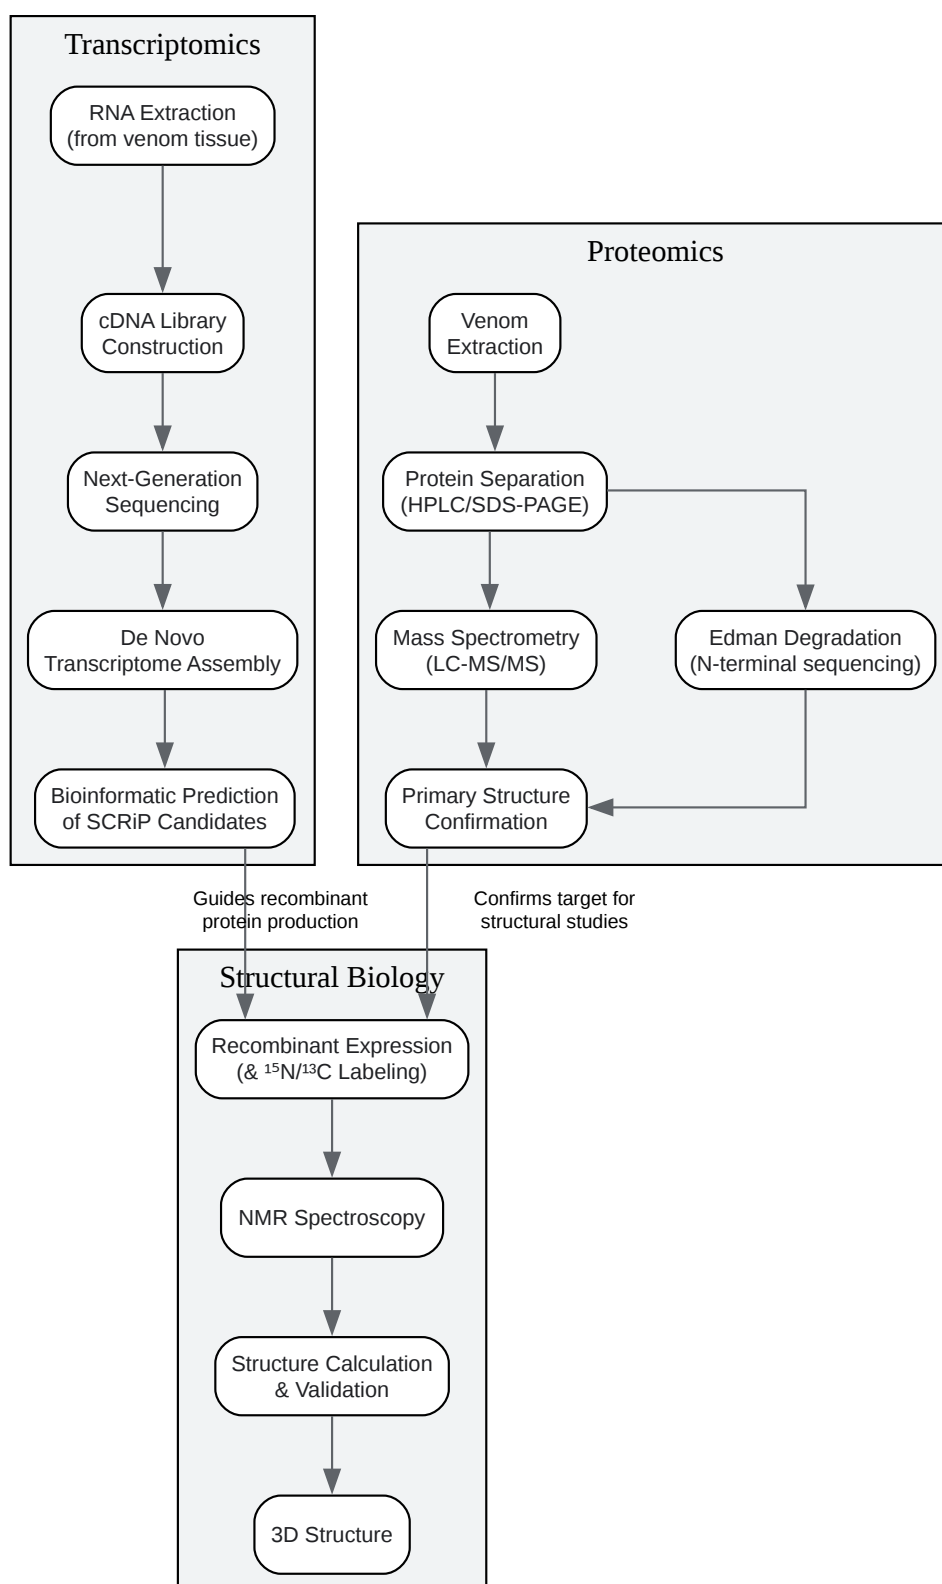 Transcriptomics
RNA Extraction
(from venom tissue)
cDNA Library
Construction
Next-Generation
Sequencing
De Novo
Transcriptome Assembly
Bioinformatic Prediction
of SCRiP Candidates
Proteomics
Venom
Extraction
Protein Separation
(HPLC/SDS-PAGE)
Mass Spectrometry
(LC-MS/MS)
Edman Degradation
(N-terminal sequencing)
Primary Structure
Confirmation
Guides recombinant
protein production
Confirms target for
structural studies
Structural Biology
Recombinant Expression
(& ¹⁵N/¹³C Labeling)
NMR Spectroscopy
Structure Calculation
& Validation
3D Structure